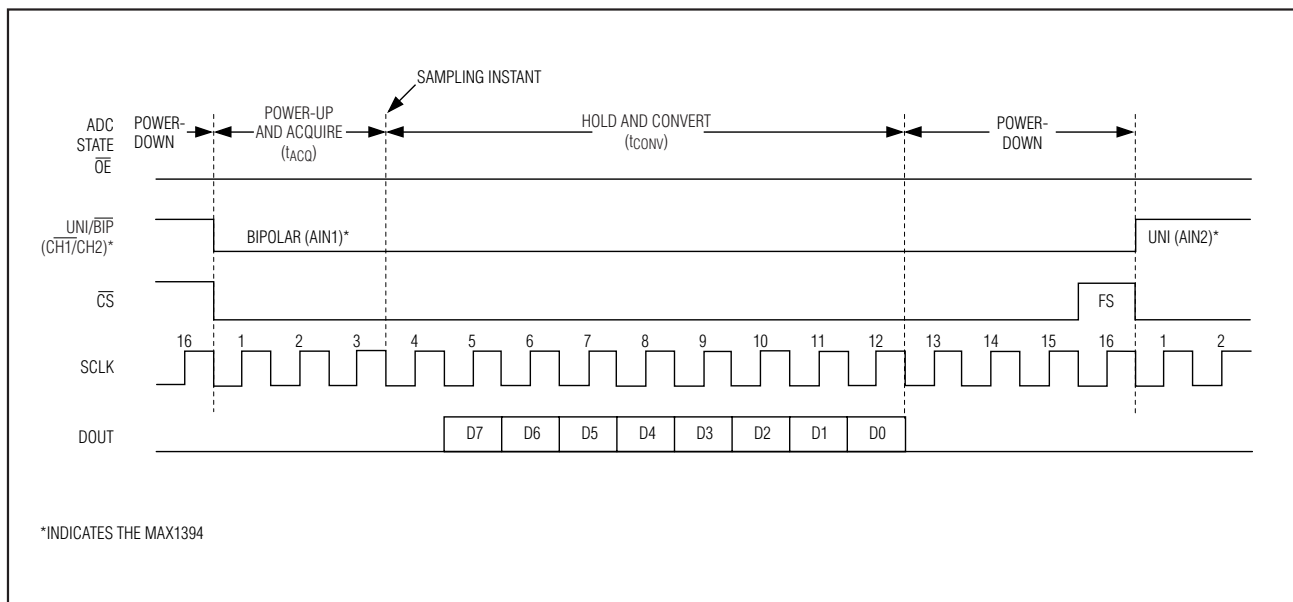 SAMPLING INSTANT
ADC
STATE
OE
POWER-
DOWN
POWER-UP
AND ACQUIRE
(tACQ)
HOLD AND CONVERT
(tCONV)
POWER-
DOWN
UNI/BIP
(CH1/CH2)*
BIPOLAR (AIN1)*
UNI (AIN2)*
CS
FS
SCLK
16 1 2 3 4 5 6 7 8 9 10 11 12 13 14 15 16 1 2
DOUT
D7 D6 D5 D4 D3 D2 D1 D0
*INDICATES THE MAX1394